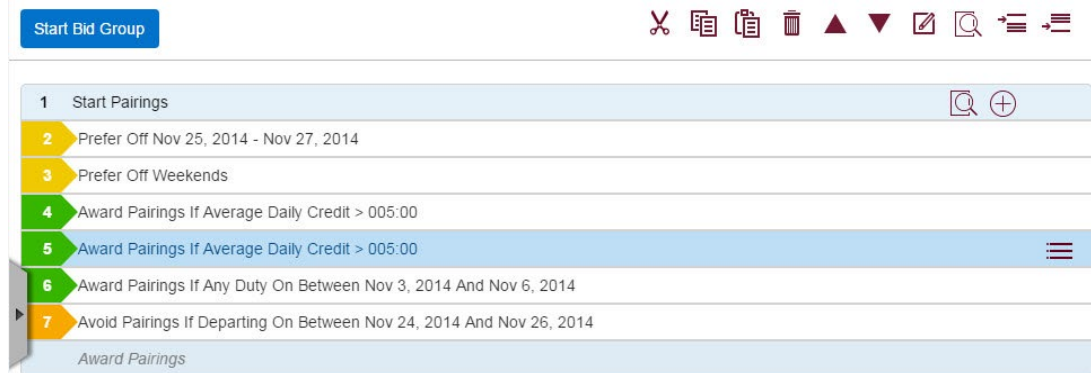 Start Bid Group
1 Start Pairings
2 Prefer Off Nov 25, 2014 - Nov 27, 2014
3 Prefer Off Weekends
4 Award Pairings If Average Daily Credit > 005:00
5 Award Pairings If Average Daily Credit > 005:00
6 Award Pairings If Any Duty On Between Nov 3, 2014 And Nov 6, 2014
7 Avoid Pairings If Departing On Between Nov 24, 2014 And Nov 26, 2014
Award Pairings